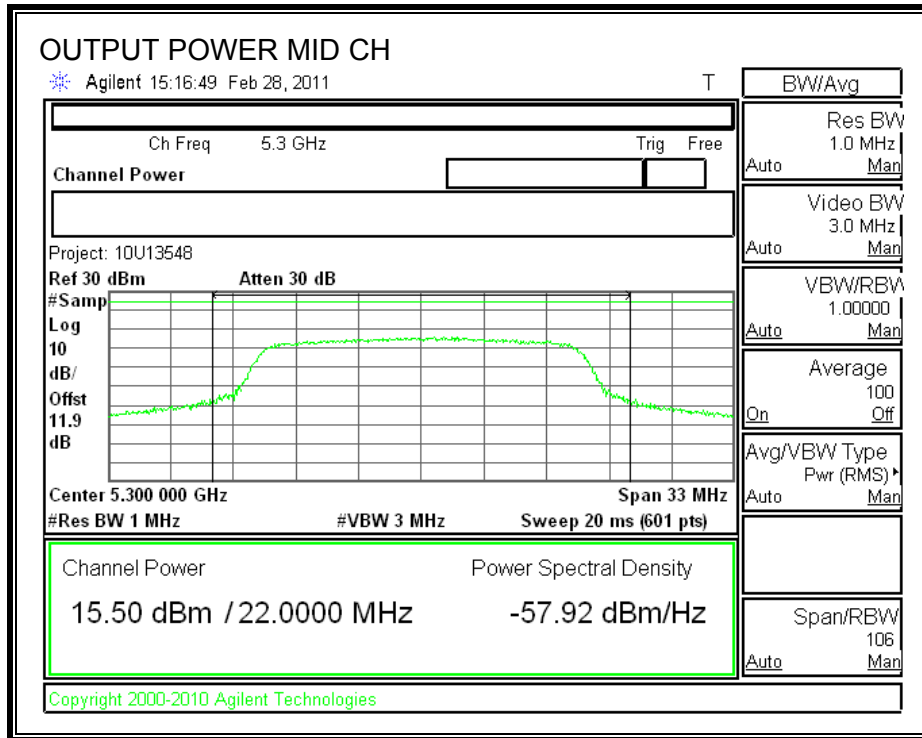 OUTPUT POWER MID CH
Agilent 15:16:49 Feb 28, 2011 T
Ch Freq 5.3 GHz Trig Free
Channel Power
Project: 10U13548
Ref 30 dBm Atten 30 dB
#Samp
Log
10
dB/
Offst
11.9
dB
Center 5.300 000 GHz Span 33 MHz
#Res BW 1 MHz #VBW 3 MHz Sweep 20 ms (601 pts)
Channel Power Power Spectral Density
15.50 dBm / 22.0000 MHz -57.92 dBm/Hz
Copyright 2000-2010 Agilent Technologies
BW/Avg
Res BW
1.0 MHz
Auto Man
Video BW
3.0 MHz
Auto Man
VBW/RBW
1.00000
Auto Man
Average
100
On Off
Avg/VBW Type
Pwr (RMS)
Auto Man
Span/RBW
106
Auto Man